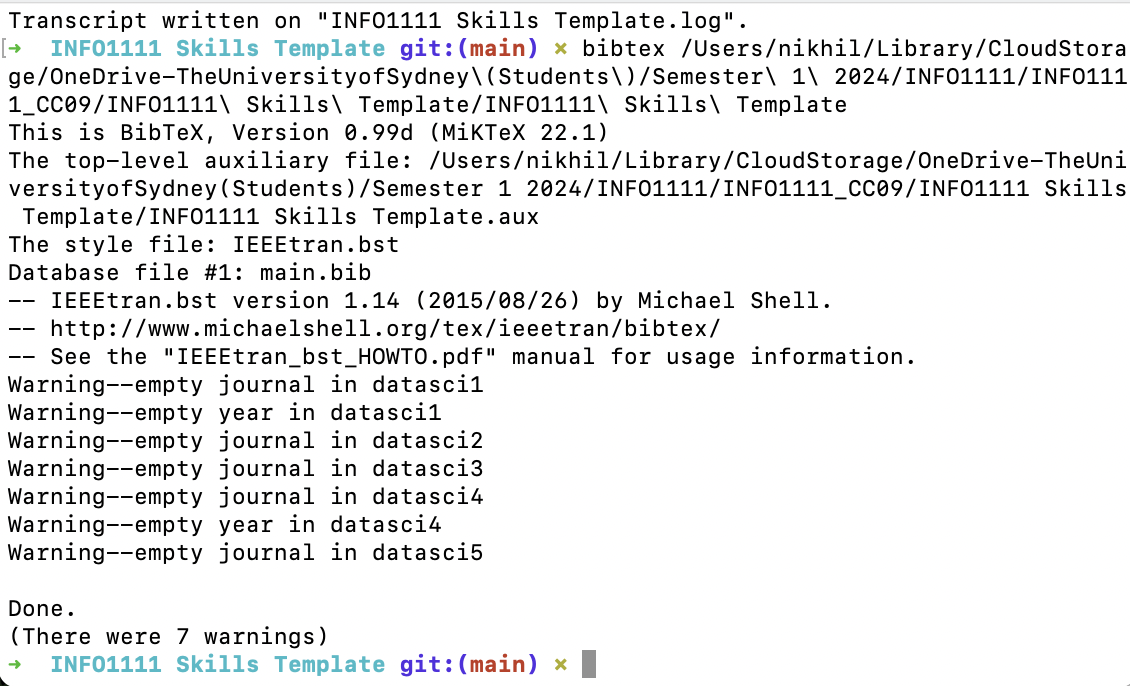 Transcript written on "INFO1111 Skills Template.log".
[➜  INFO1111 Skills Template git:(main) ✗ bibtex /Users/nikhil/Library/CloudStora
ge/OneDrive-TheUniversityofSydney\(Students\)/Semester\ 1\ 2024/INFO1111/INFO111
1_CC09/INFO1111\ Skills\ Template/INFO1111\ Skills\ Template
This is BibTeX, Version 0.99d (MiKTeX 22.1)
The top-level auxiliary file: /Users/nikhil/Library/CloudStorage/OneDrive-TheUni
versityofSydney(Students)/Semester 1 2024/INFO1111/INFO1111_CC09/INFO1111 Skills
 Template/INFO1111 Skills Template.aux
The style file: IEEEtran.bst
Database file #1: main.bib
-- IEEEtran.bst version 1.14 (2015/08/26) by Michael Shell.
-- http://www.michaelshell.org/tex/ieeetran/bibtex/
-- See the "IEEEtran_bst_HOWTO.pdf" manual for usage information.
Warning--empty journal in datasci1
Warning--empty year in datasci1
Warning--empty journal in datasci2
Warning--empty journal in datasci3
Warning--empty journal in datasci4
Warning--empty year in datasci4
Warning--empty journal in datasci5
Done.
(There were 7 warnings)
➜  INFO1111 Skills Template git:(main) ✗